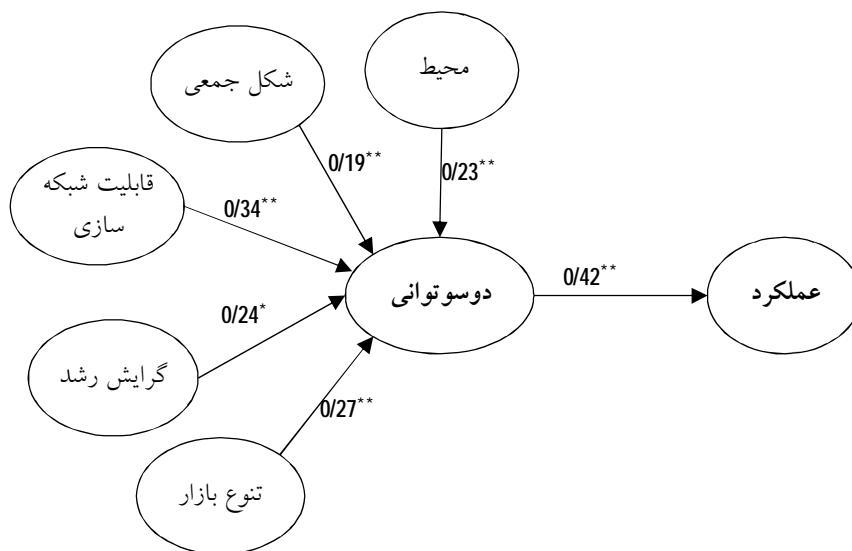 محیط
شکل جمعی
0/19**
0/23**
قابلیت شبکه
سازی
0/34**
دوسوتوانی
0/42**
عملکرد
0/24*
گرایش رشد
0/27**
تنوع بازار